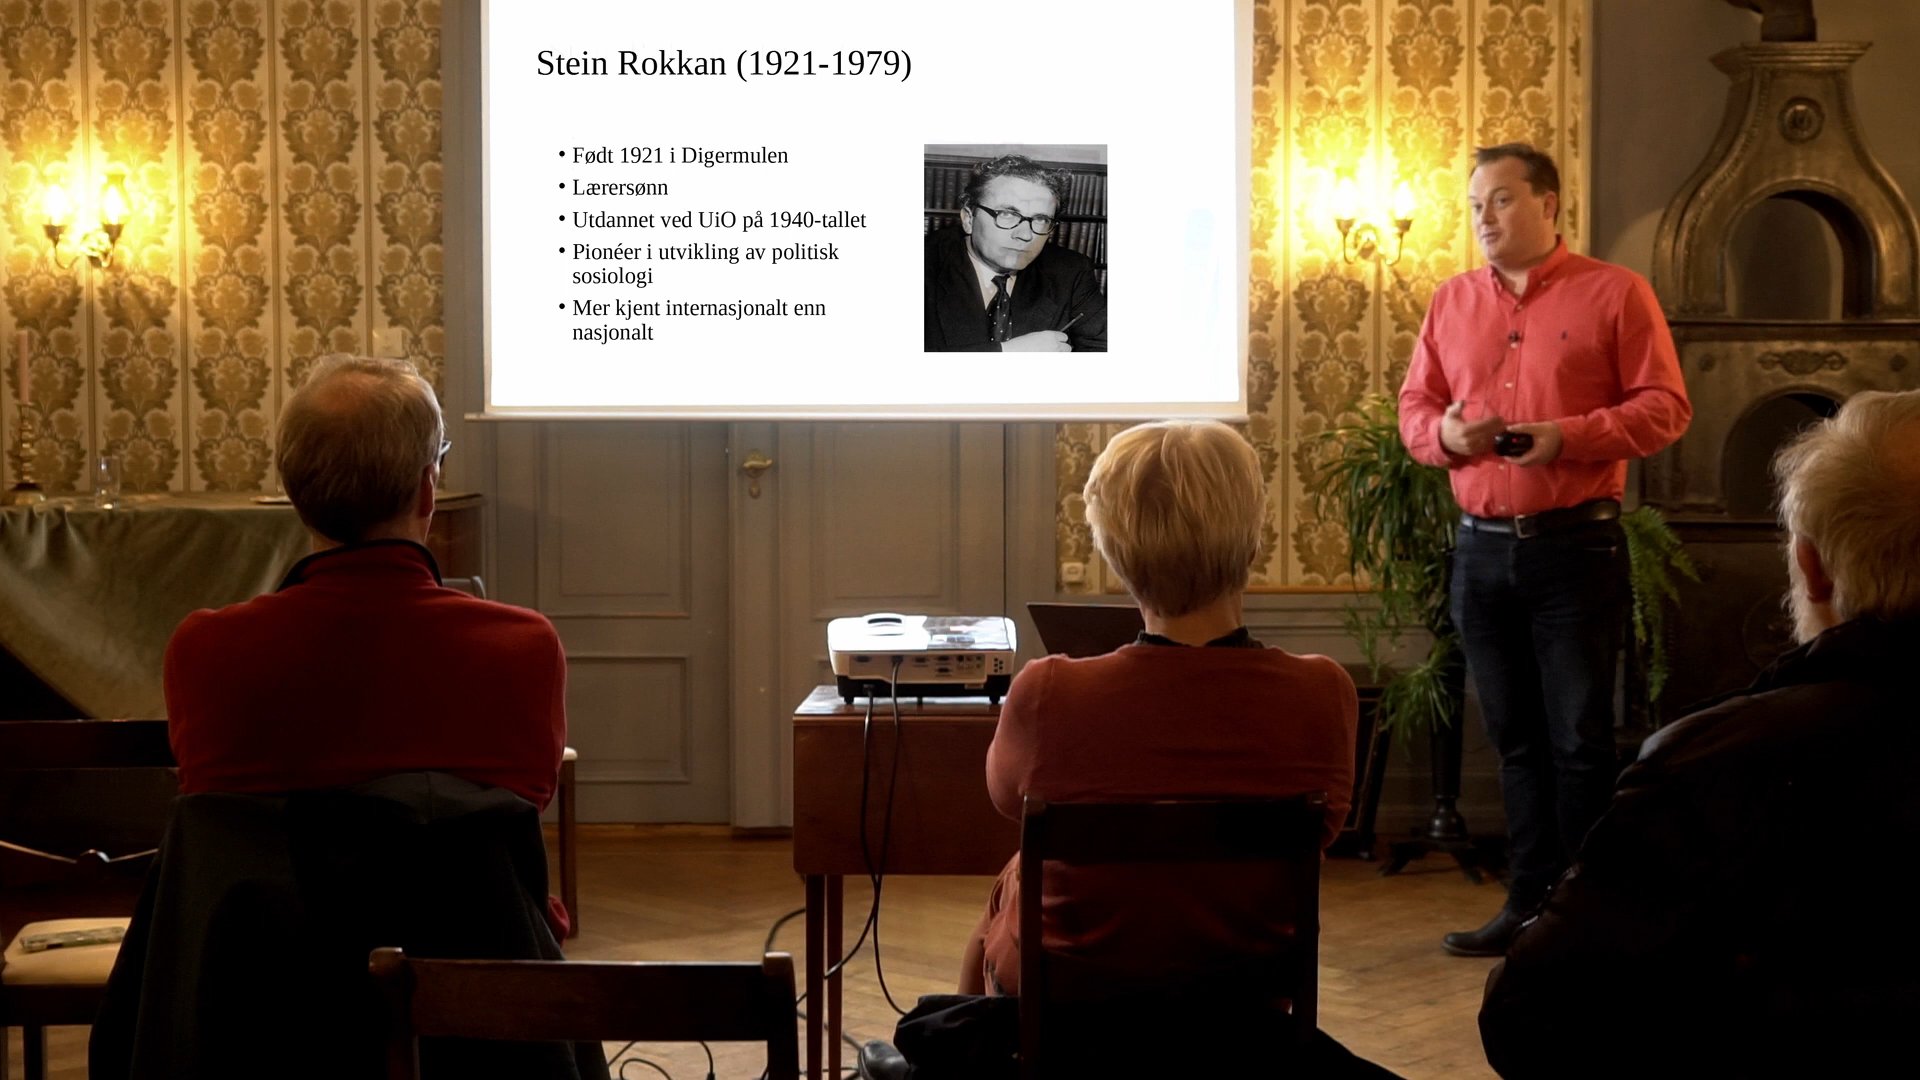 Stein Rokkan (1921-1979)
• Født 1921 i Digermulen
• Lærersønn
• Utdannet ved UiO på 1940-tallet
• Pionéer i utvikling av politisk
sosiologi
• Mer kjent internasjonalt enn
nasjonalt